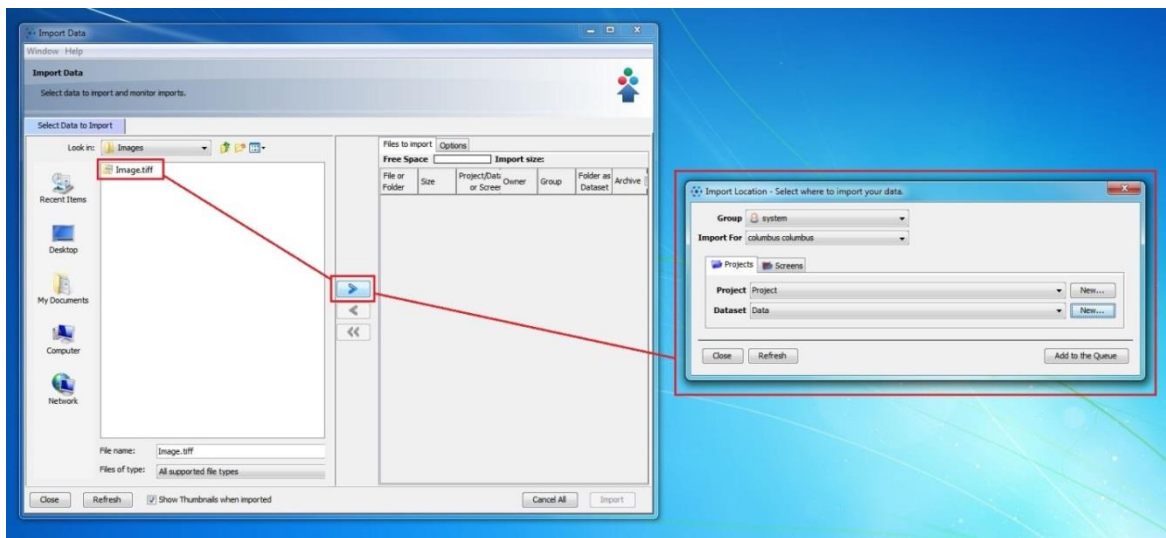 Import Data
Window Help
Import Data
Select data to import and monitor imports.
Select Data to Import
Look in: Images
Image.tiff
Recent Items
Desktop
My Documents
Computer
Network
File name: Image.tiff
Files of type: All supported file types
Close Refresh Show Thumbnails when imported
Files to import Options
Free Space Import size:
File or Folder Size Project/Data or Screen Owner Group Folder as Dataset Archive
Cancel All Import
Import Location - Select where to import your data.
Group system
Import For columbus columbus
Projects Screens
Project Project New...
Dataset Data New...
Close Refresh Add to the Queue